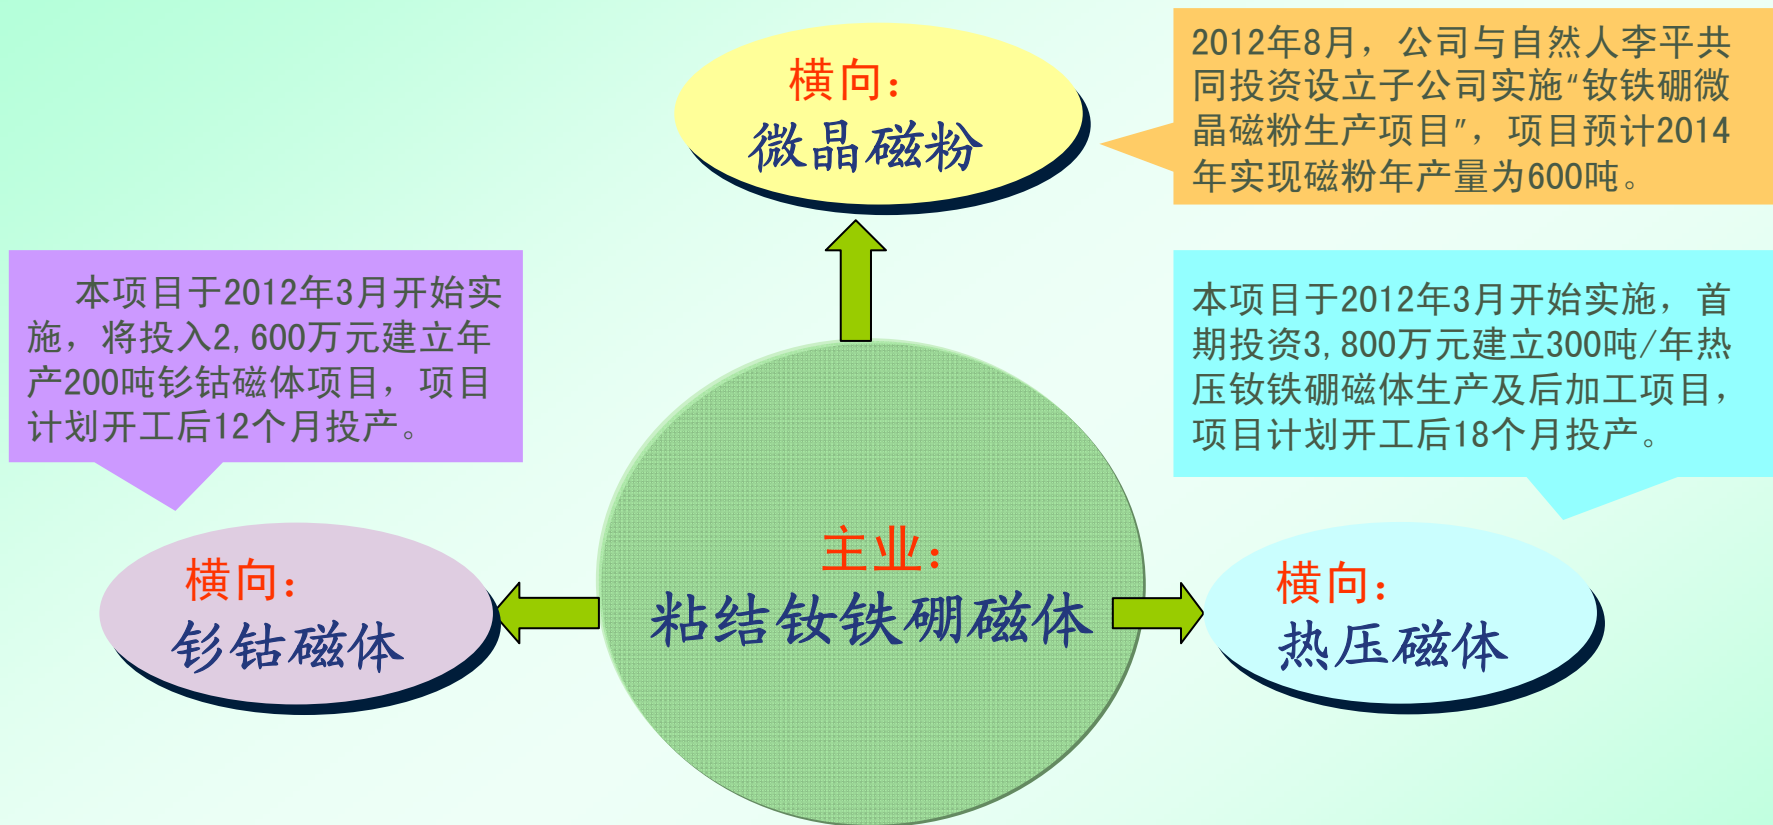 横向：
微晶磁粉
2012年8月，公司与自然人李平共
同投资设立子公司实施“钕铁硼微
晶磁粉生产项目”，项目预计2014
年实现磁粉年产量为600吨。
本项目于2012年3月开始实
施，将投入2,600万元建立年
产200吨钐钴磁体项目，项目
计划开工后12个月投产。
本项目于2012年3月开始实施，首
期投资3,800万元建立300吨/年热
压钕铁硼磁体生产及后加工项目，
项目计划开工后18个月投产。
横向：
钐钴磁体
主业：
粘结钕铁硼磁体
横向：
热压磁体